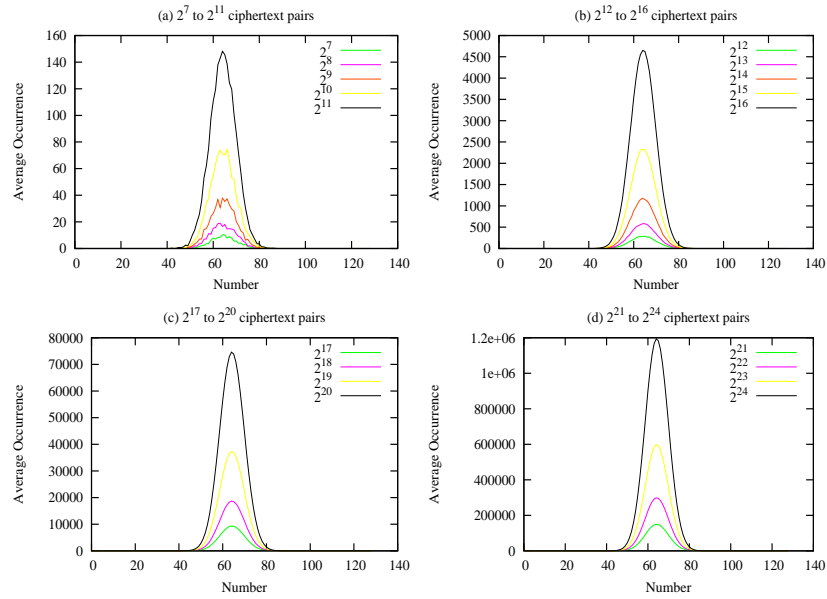 (a) 2^7 to 2^11 ciphertext pairs
160
140
120
100
80
60
40
20
0
0 20 40 60 80 100 120 140
Average Occurrence
Number
2^7
2^8
2^9
2^10
2^11
(b) 2^12 to 2^16 ciphertext pairs
5000
4500
4000
3500
3000
2500
2000
1500
1000
500
0
0 20 40 60 80 100 120 140
Average Occurrence
Number
2^12
2^13
2^14
2^15
2^16
(c) 2^17 to 2^20 ciphertext pairs
80000
70000
60000
50000
40000
30000
20000
10000
0
0 20 40 60 80 100 120 140
Average Occurrence
Number
2^17
2^18
2^19
2^20
(d) 2^21 to 2^24 ciphertext pairs
1.2e+06
1e+06
800000
600000
400000
200000
0
0 20 40 60 80 100 120 140
Average Occurrence
Number
2^21
2^22
2^23
2^24